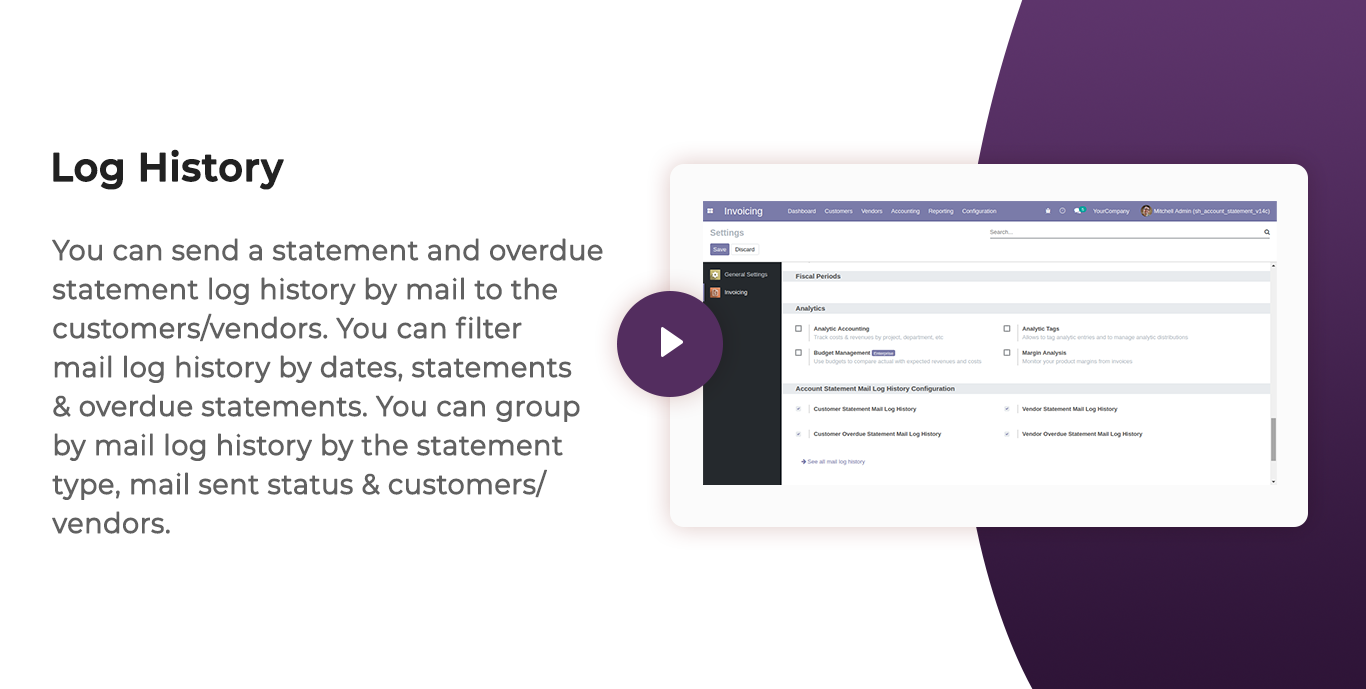 Log History
You can send a statement and overdue
statement log history by mail to the
customers/vendors. You can filter
mail log history by dates, statements
& overdue statements. You can group
by mail log history by the statement
type, mail sent status & customers/
vendors.
Invoicing Dashboard Customers Vendors Accounting Reporting Configuration YourCompany Mitchell Admin (sh_account_statement_v14c)
Settings Search...
Save Discard
General Settings
Invoicing
Fiscal Periods
Analytics
Analytic Accounting Analytic Tags
Track costs & revenues by project, department, etc Allows to tag analytic entries and to manage analytic distributions
Budget Management Enterprise Margin Analysis
Use budgets to compare actual with expected revenues and costs Monitor your product margins from invoices
Account Statement Mail Log History Configuration
Customer Statement Mail Log History Vendor Statement Mail Log History
Customer Overdue Statement Mail Log History Vendor Overdue Statement Mail Log History
See all mail log history